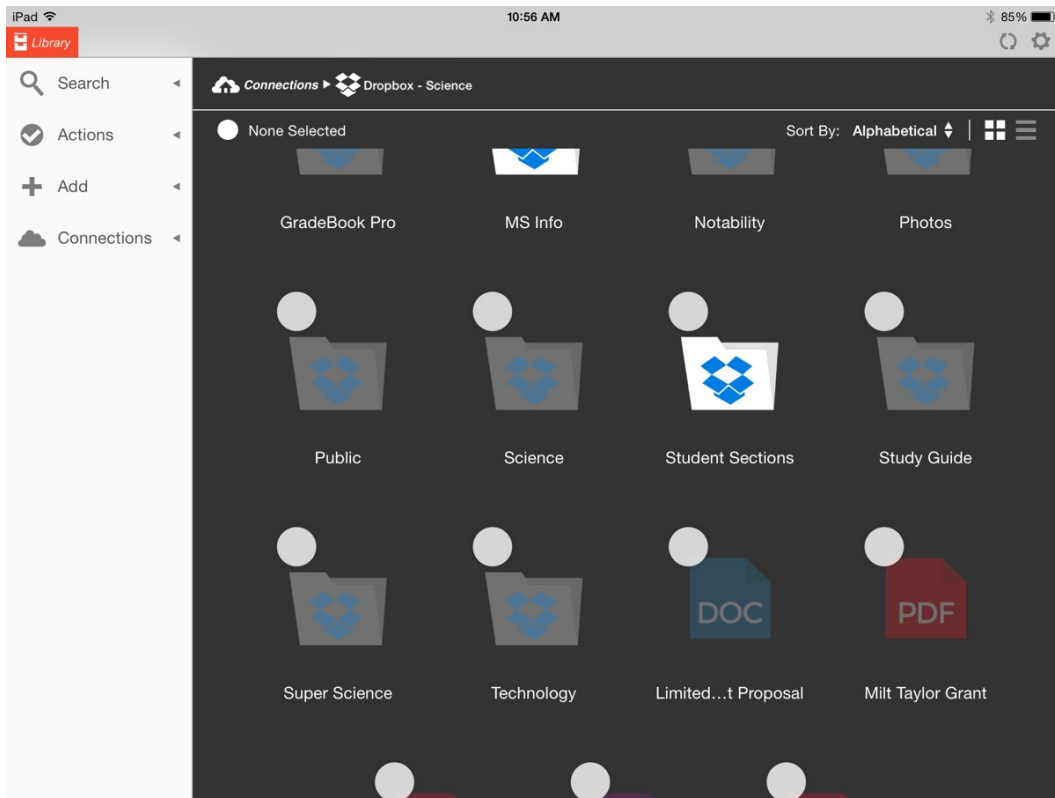 iPad 10:56 AM 85%
Library
Search
Actions
Add
Connections
Connections Dropbox - Science
None Selected Sort By: Alphabetical
GradeBook Pro MS Info Notability Photos
Public Science Student Sections Study Guide
DOC PDF
Super Science Technology Limited...t Proposal Milt Taylor Grant